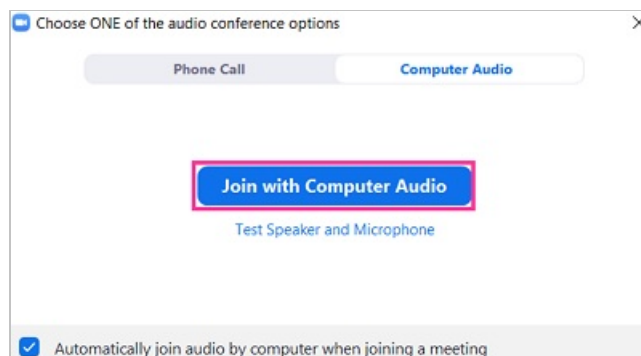 Choose ONE of the audio conference options
Phone Call
Computer Audio
Join with Computer Audio
Test Speaker and Microphone
Automatically join audio by computer when joining a meeting